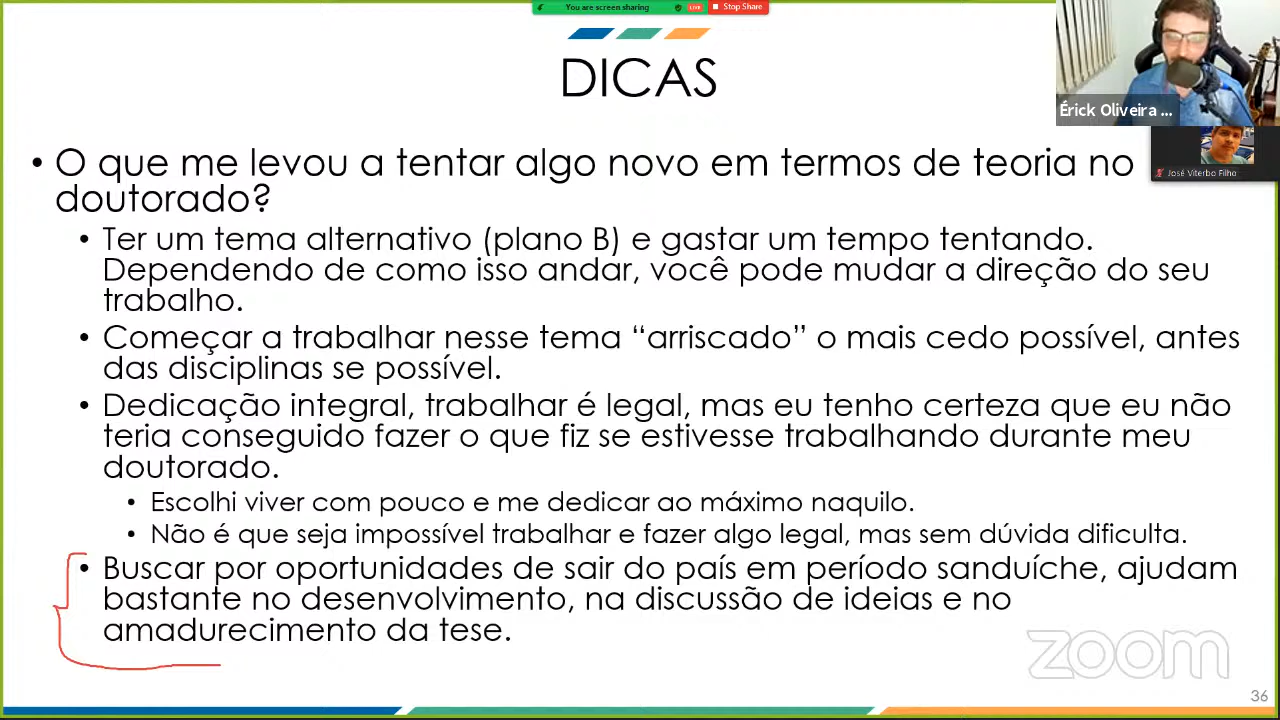 You are screen sharing LIVE Stop Share
DICAS
Érick Oliveira ...
José Viterbo Filho
• O que me levou a tentar algo novo em termos de teoria no
doutorado?
• Ter um tema alternativo (plano B) e gastar um tempo tentando.
Dependendo de como isso andar, você pode mudar a direção do seu
trabalho.
• Começar a trabalhar nesse tema “arriscado” o mais cedo possível, antes
das disciplinas se possível.
• Dedicação integral, trabalhar é legal, mas eu tenho certeza que eu não
teria conseguido fazer o que fiz se estivesse trabalhando durante meu
doutorado.
• Escolhi viver com pouco e me dedicar ao máximo naquilo.
• Não é que seja impossível trabalhar e fazer algo legal, mas sem dúvida dificulta.
• Buscar por oportunidades de sair do país em período sanduíche, ajudam
bastante no desenvolvimento, na discussão de ideias e no
amadurecimento da tese.
zoom
36